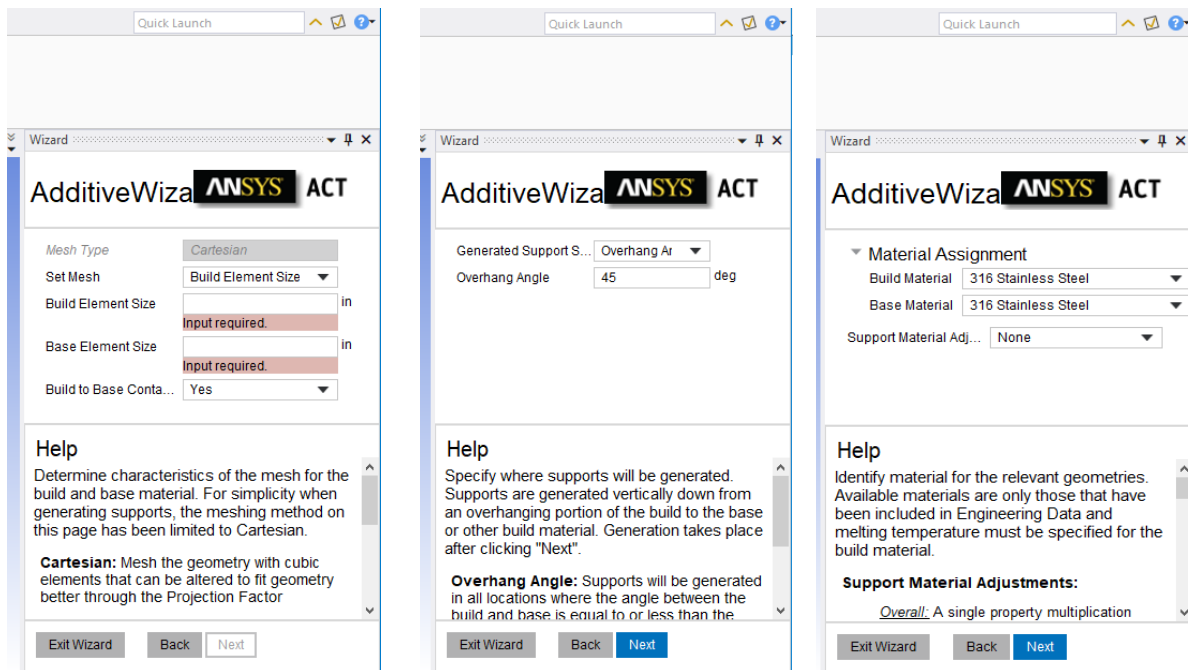 Quick Launch
Wizard
AdditiveWiza ANSYS ACT
Mesh Type Cartesian
Set Mesh Build Element Size
Build Element Size in
Input required.
Base Element Size in
Input required.
Build to Base Conta... Yes
Help
Determine characteristics of the mesh for the
build and base material. For simplicity when
generating supports, the meshing method on
this page has been limited to Cartesian.
Cartesian: Mesh the geometry with cubic
elements that can be altered to fit geometry
better through the Projection Factor
Exit Wizard Back Next
Quick Launch
Wizard
AdditiveWiza ANSYS ACT
Generated Support S... Overhang Ar
Overhang Angle 45 deg
Help
Specify where supports will be generated.
Supports are generated vertically down from
an overhanging portion of the build to the base
or other build material. Generation takes place
after clicking "Next".
Overhang Angle: Supports will be generated
in all locations where the angle between the
build and base is equal to or less than the
Exit Wizard Back Next
Quick Launch
Wizard
AdditiveWiza ANSYS ACT
Material Assignment
Build Material 316 Stainless Steel
Base Material 316 Stainless Steel
Support Material Adj... None
Help
Identify material for the relevant geometries.
Available materials are only those that have
been included in Engineering Data and
melting temperature must be specified for the
build material.
Support Material Adjustments:
Overall: A single property multiplication
Exit Wizard Back Next